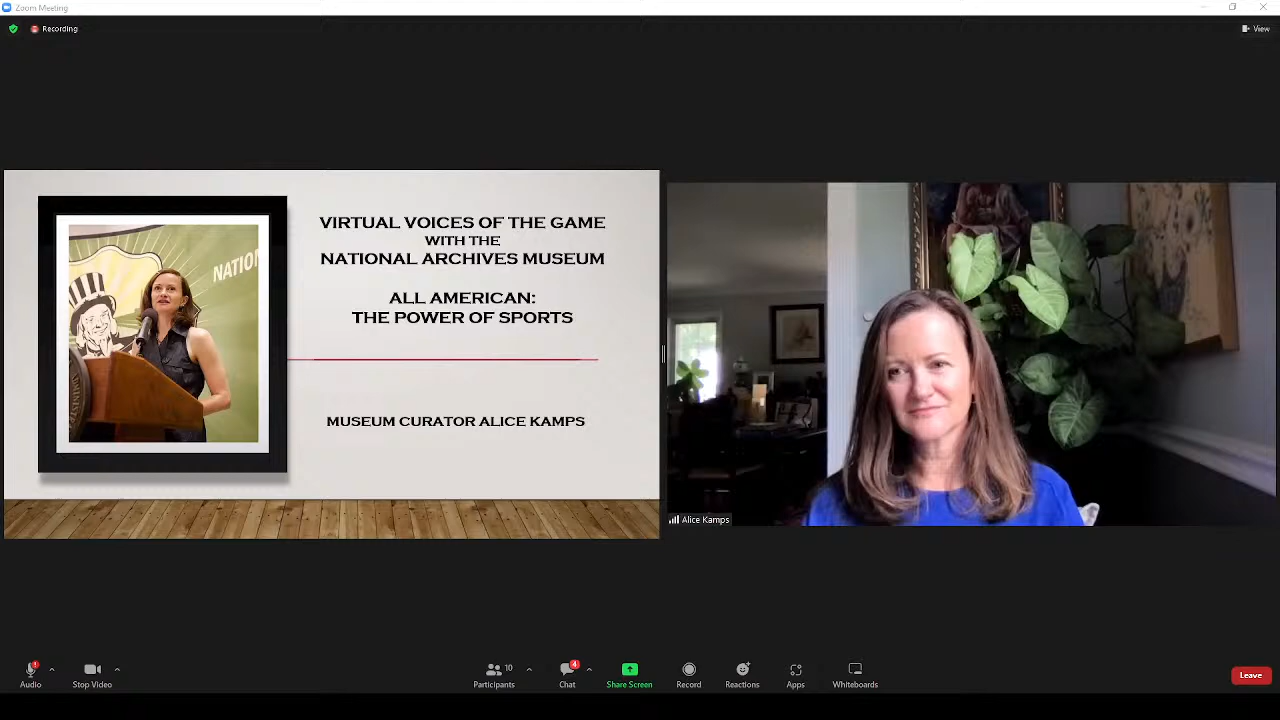 Zoom Meeting
Recording
View
VIRTUAL VOICES OF THE GAME
WITH THE
NATIONAL ARCHIVES MUSEUM
ALL AMERICAN:
THE POWER OF SPORTS
MUSEUM CURATOR ALICE KAMPS
NATION
Alice Kamps
Audio
Stop Video
10
Participants
4
Chat
Share Screen
Record
Reactions
Apps
Whiteboards
Leave